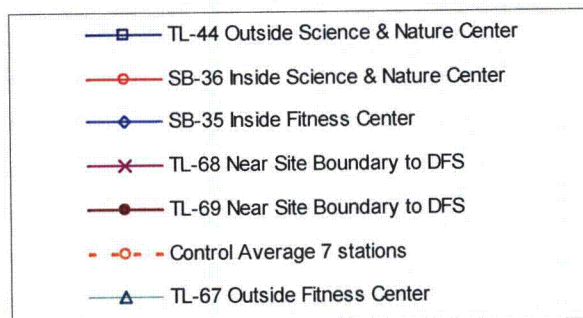 TL-44 Outside Science & Nature Center
SB-36 Inside Science & Nature Center
SB-35 Inside Fitness Center
TL-68 Near Site Boundary to DFS
TL-69 Near Site Boundary to DFS
Control Average 7 stations
TL-67 Outside Fitness Center